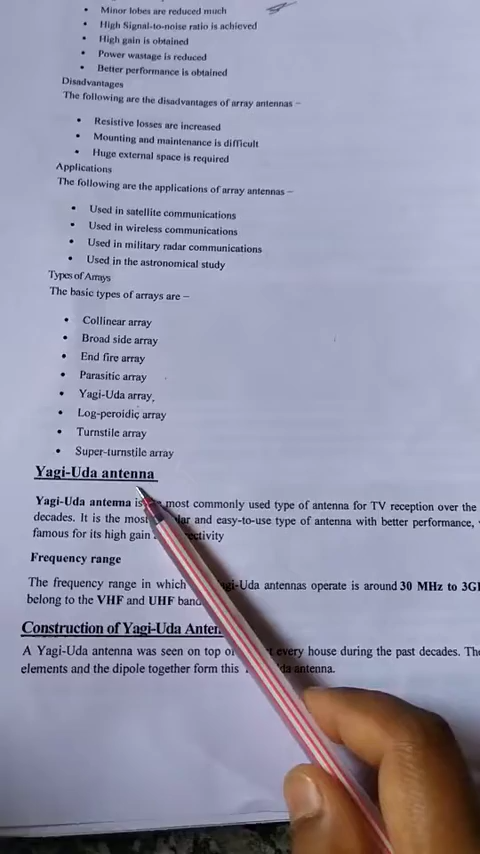 • Minor lobes are reduced much
• High Signal-to-noise ratio is achieved
• High gain is obtained
• Power wastage is reduced
• Better performance is obtained
Disadvantages
The following are the disadvantages of array antennas –
• Resistive losses are increased
• Mounting and maintenance is difficult
• Huge external space is required
Applications
The following are the applications of array antennas –
• Used in satellite communications
• Used in wireless communications
• Used in military radar communications
• Used in the astronomical study
Types of Arrays
The basic types of arrays are –
• Collinear array
• Broad side array
• End fire array
• Parasitic array
• Yagi-Uda array,
• Log-peroidic array
• Turnstile array
• Super-turnstile array
Yagi-Uda antenna
Yagi-Uda antenna is most commonly used type of antenna for TV reception over the
decades. It is the most and easy-to-use type of antenna with better performance,
famous for its high gain
Frequency range
The frequency range in which Yagi-Uda antennas operate is around 30 MHz to 3G
belong to the VHF and UHF band
Construction of Yagi-Uda Anten
A Yagi-Uda antenna was seen on top of every house during the past decades. The
elements and the dipole together form this antenna.